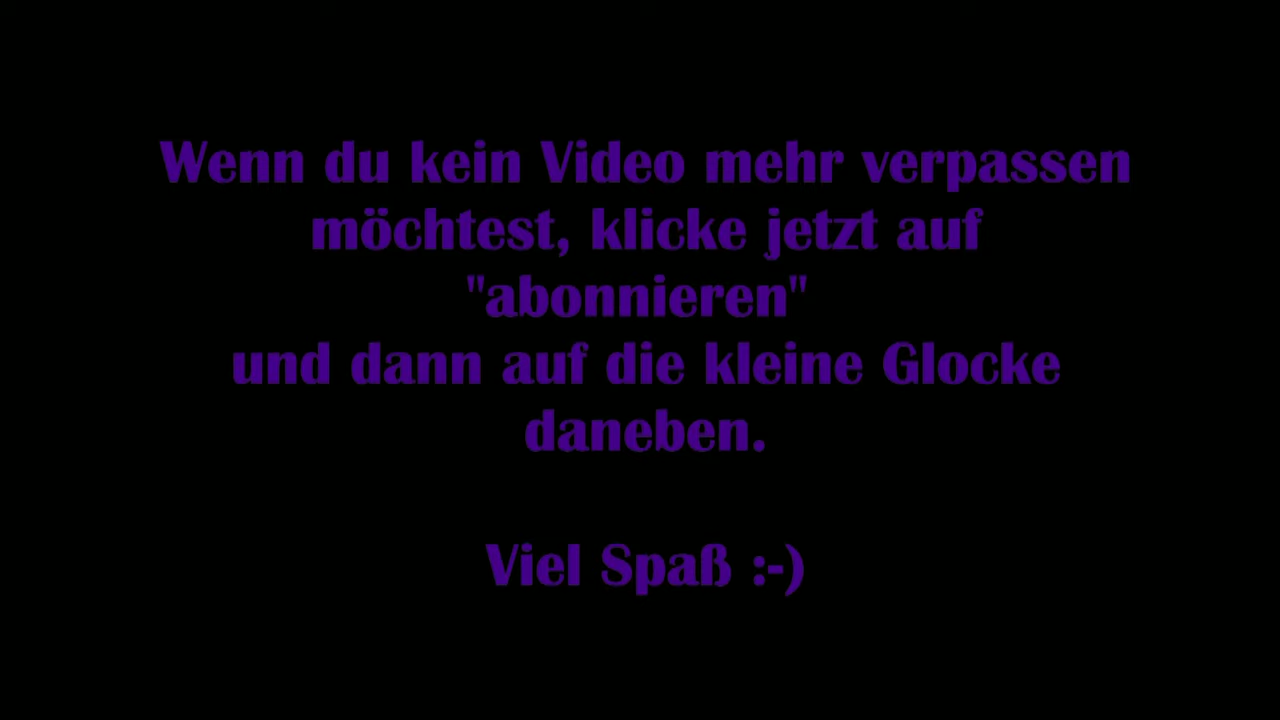 Wenn du kein Video mehr verpassen
möchtest, klicke jetzt auf
"abonnieren"
und dann auf die kleine Glocke
daneben.
Viel Spaß :-)